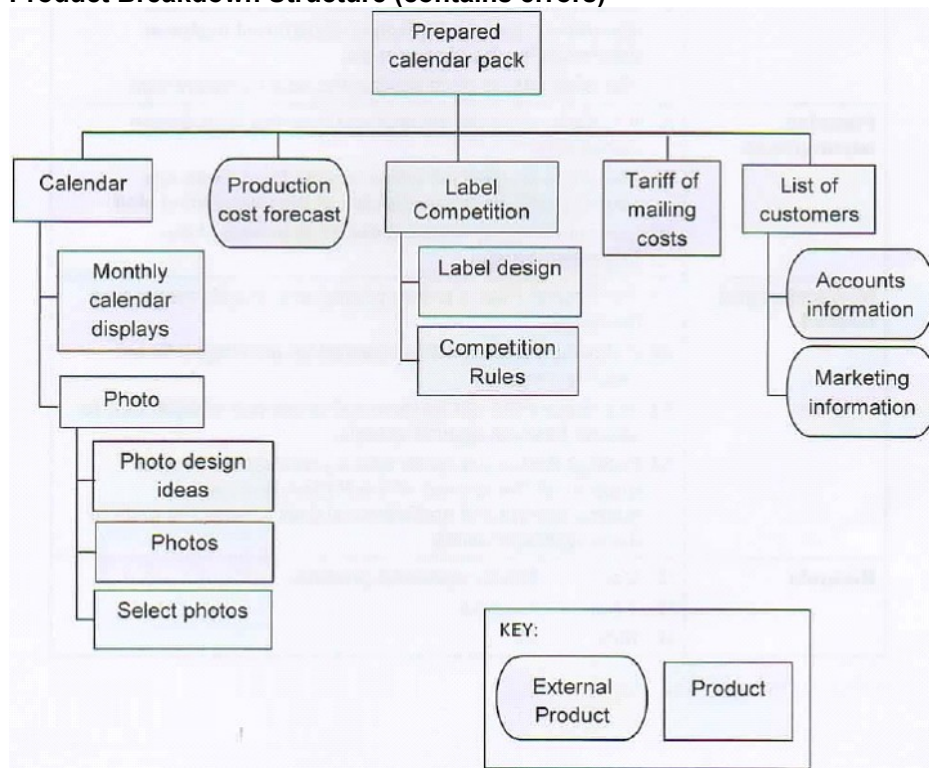 Product Breakdown Structure (contains errors)
Prepared
calendar pack
Calendar
Production
cost forecast
Label
Competition
Tariff of
mailing
costs
List of
customers
Monthly
calendar
displays
Label design
Competition
Rules
Accounts
information
Marketing
information
Photo
Photo design
ideas
Photos
Select photos
KEY:
External
Product
Product